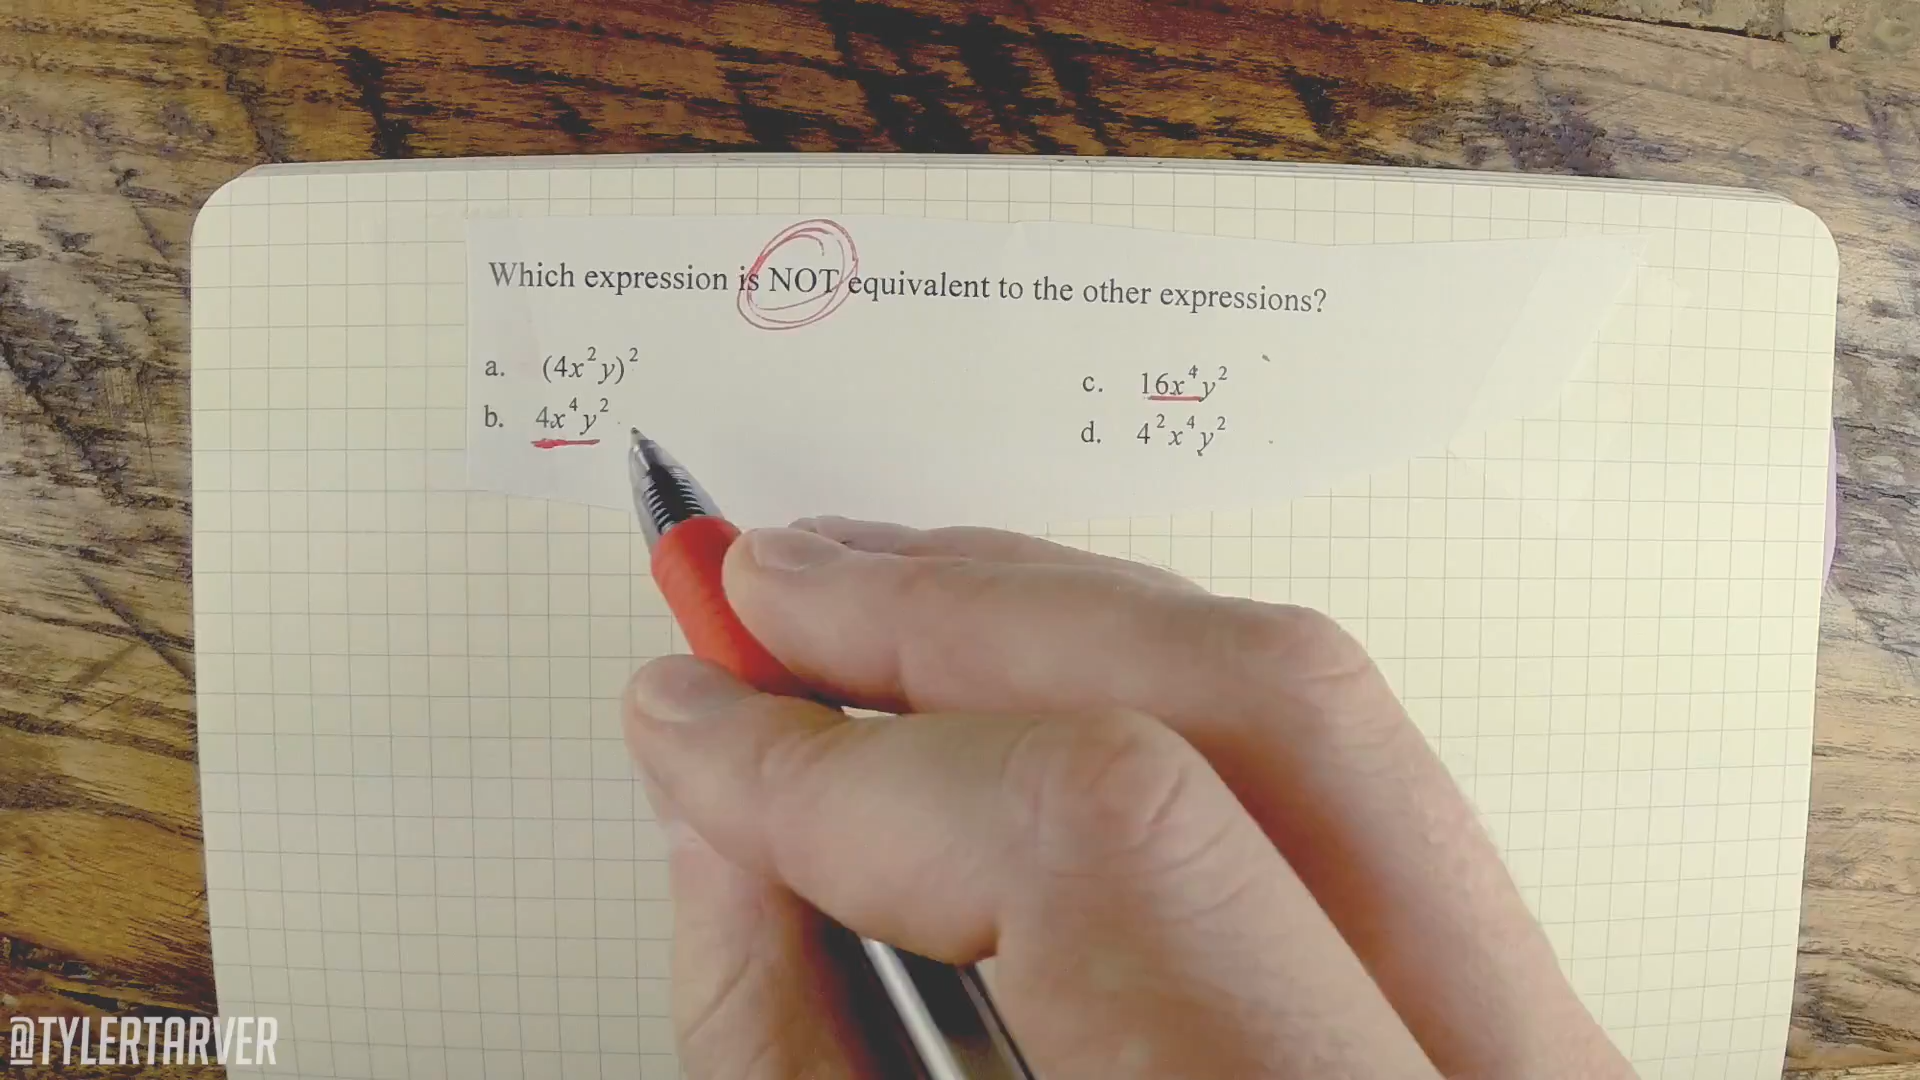 Which expression is NOT equivalent to the other expressions?
a. (4x²y)²
b. 4x⁴y²
c. 16x⁴y²
d. 4²x⁴y²
@TYLERTARVER